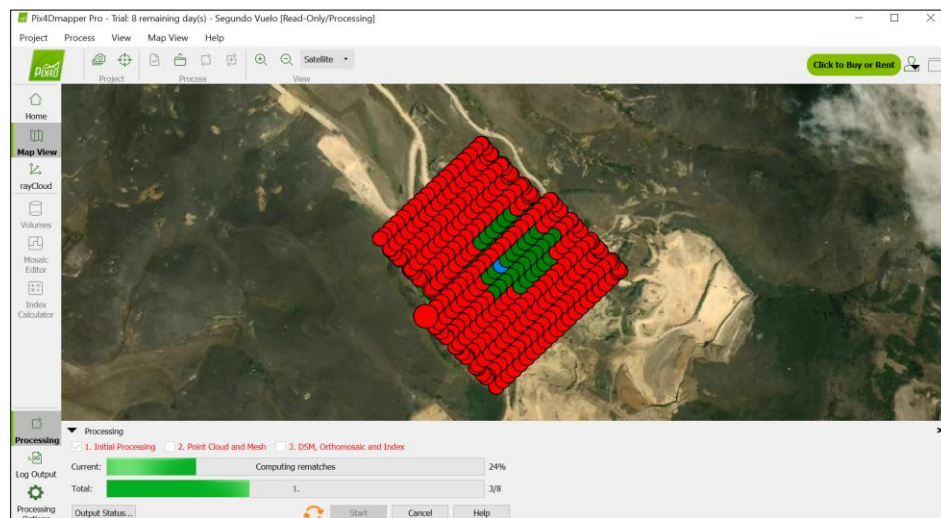 Pix4Dmapper Pro - Trial: 8 remaining day(s) - Segundo Vuelo [Read-Only/Processing]
Project Process View Map View Help
PIX4D
Satellite
Click to Buy or Rent
Project Process View
Home
Map View
rayCloud
Volumes
Mosaic
Editor
Index
Calculator
Processing
Log Output
Processing
Options
Processing
1. Initial Processing 2. Point Cloud and Mesh 3. DSM, Orthomosaic and Index
Current: Computing rematches 24%
Total: 1. 3/8
Output Status... Start Cancel Help